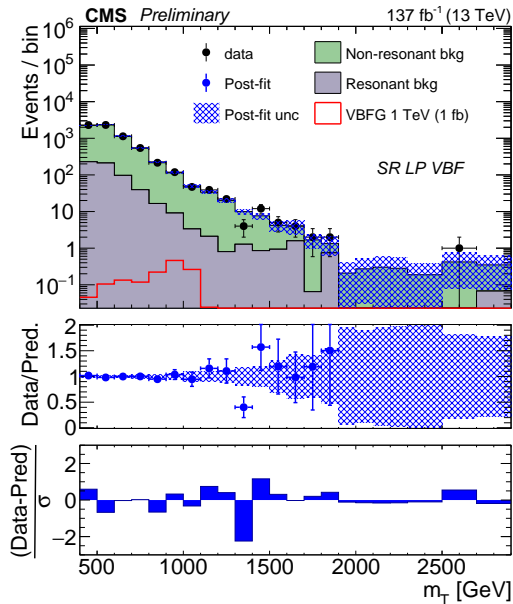 CMS Preliminary 137 fb⁻¹ (13 TeV)
Events / bin
10⁶
10⁵
10⁴
10³
10²
10
1
10⁻¹
data
Non-resonant bkg
Post-fit
Resonant bkg
Post-fit unc
VBFG 1 TeV (1 fb)
SR LP VBF
Data/Pred.
2
1.5
1
0.5
0
(Data-Pred)
σ
2
0
−2
500 1000 1500 2000 2500
m_T [GeV]